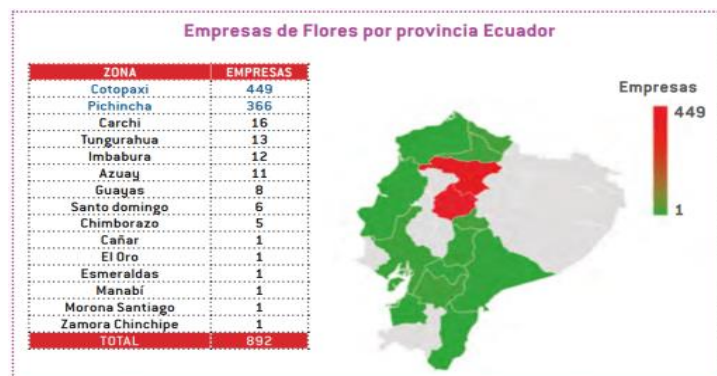 Empresas de Flores por provincia Ecuador
ZONA EMPRESAS
Cotopaxi 449
Pichincha 366
Carchi 16
Tungurahua 13
Imbabura 12
Azuay 11
Guayas 8
Santo domingo 6
Chimborazo 5
Cañar 1
El Oro 1
Esmeraldas 1
Manabí 1
Morona Santiago 1
Zamora Chinchipe 1
TOTAL 892
Empresas
449
1